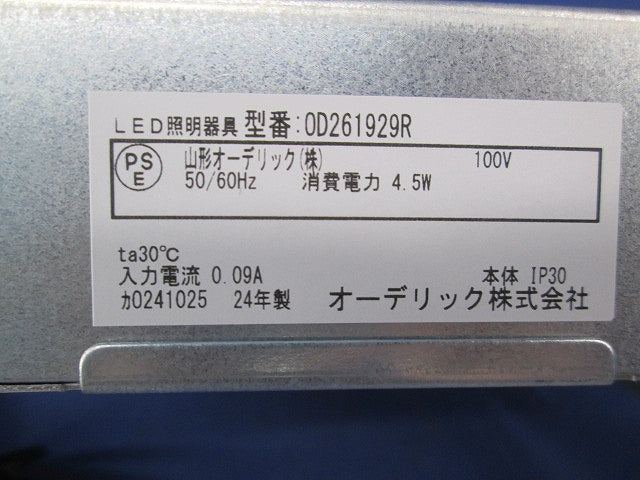 LED照明器具 型番:OD261929R
PSE 山形オーデリック(株) 100V
50/60Hz 消費電力 4.5W
ta30℃
入力電流 0.09A 本体 IP30
カ0241025 24年製 オーデリック株式会社